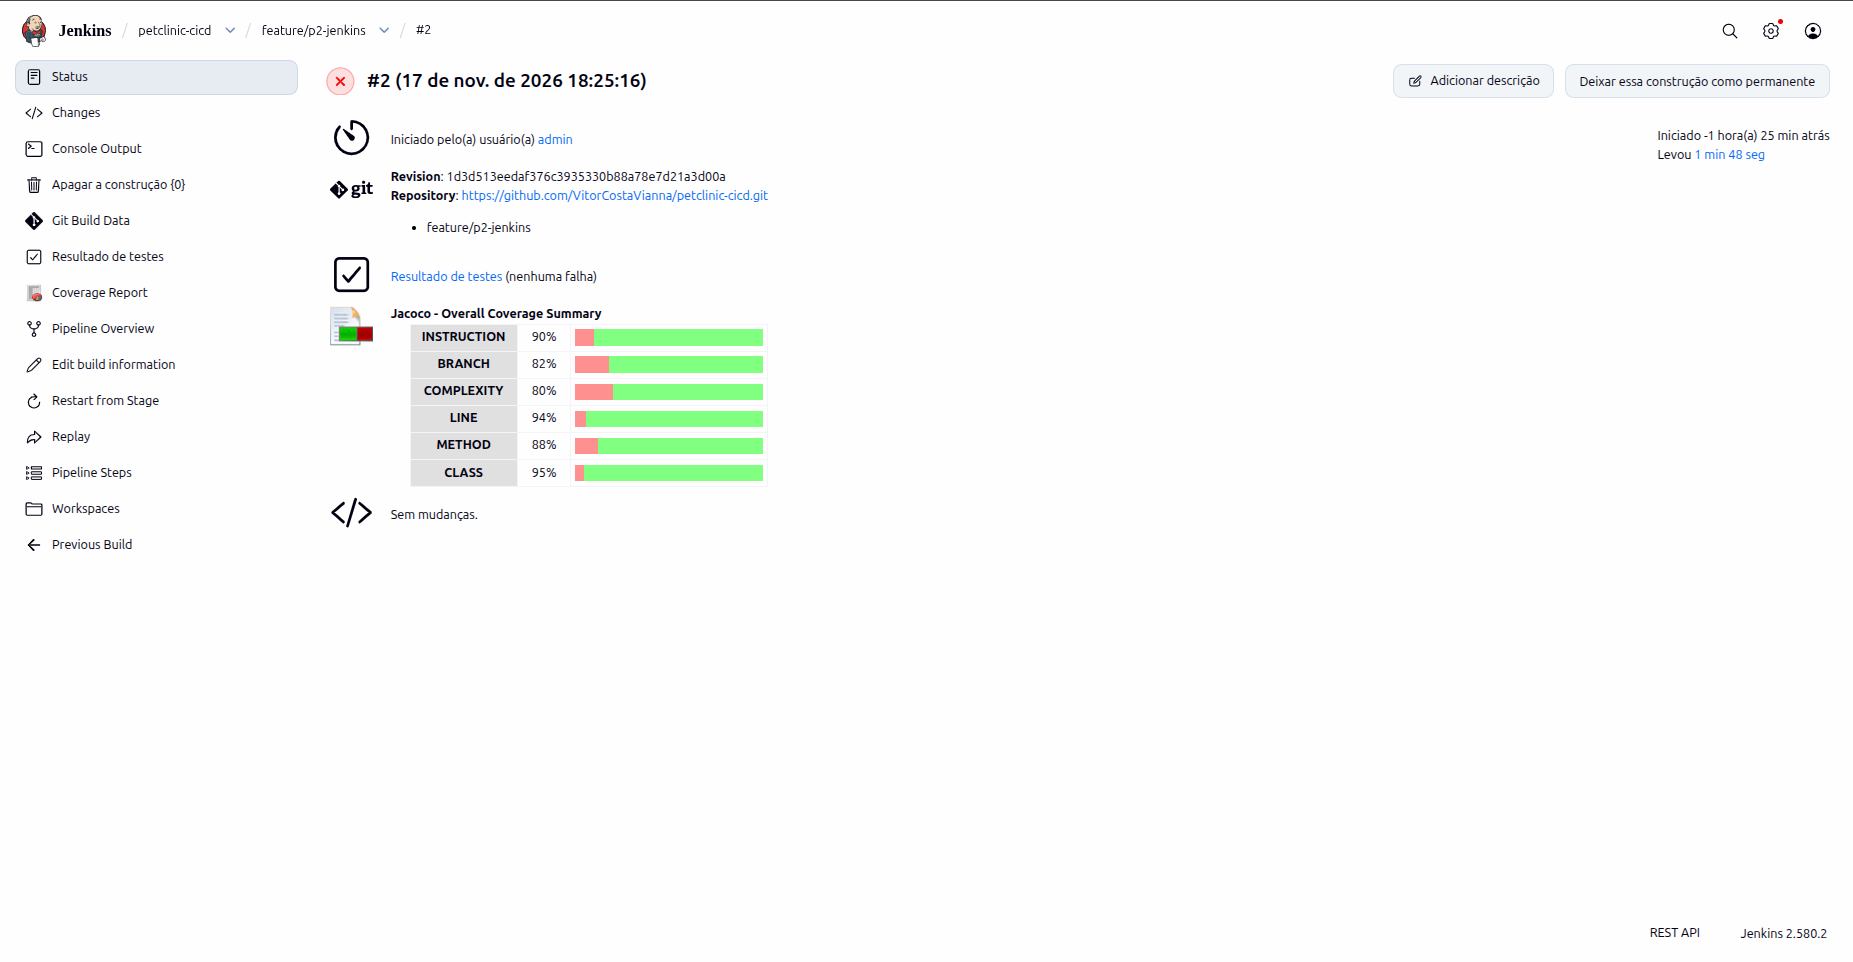 Jenkins / petclinic-cicd / feature/p2-jenkins / #2
Status
Changes
Console Output
Apagar a construção {0}
Git Build Data
Resultado de testes
Coverage Report
Pipeline Overview
Edit build information
Restart from Stage
Replay
Pipeline Steps
Workspaces
Previous Build
#2 (17 de nov. de 2026 18:25:16)
Adicionar descrição
Deixar essa construção como permanente
Iniciado pelo(a) usuário(a) admin
Iniciado -1 hora(a) 25 min atrás
Levou 1 min 48 seg
git
Revision: 1d3d513eedaf376c3935330b88a78e7d21a3d00a
Repository: https://github.com/VitorCostaVianna/petclinic-cicd.git
• feature/p2-jenkins
Resultado de testes (nenhuma falha)
Jacoco - Overall Coverage Summary
INSTRUCTION 90%
BRANCH 82%
COMPLEXITY 80%
LINE 94%
METHOD 88%
CLASS 95%
Sem mudanças.
REST API
Jenkins 2.580.2